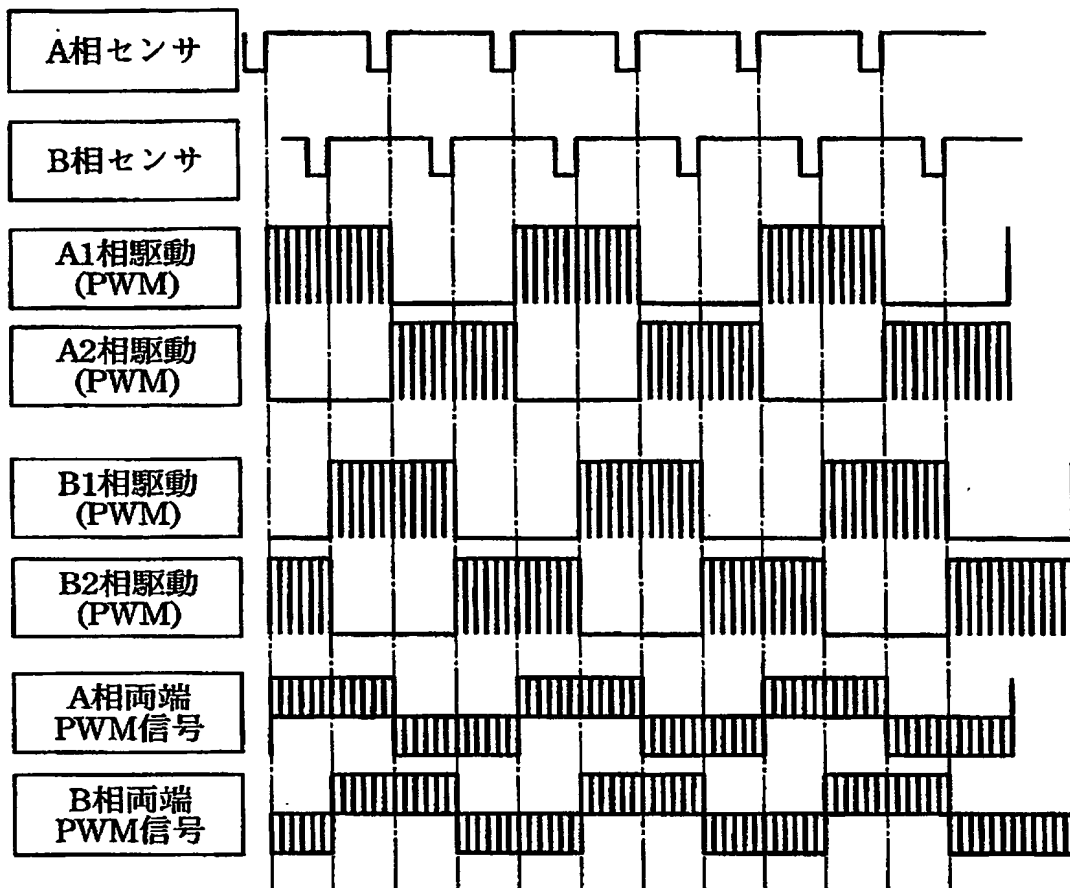 A相センサ
B相センサ
A1相駆動
(PWM)
A2相駆動
(PWM)
B1相駆動
(PWM)
B2相駆動
(PWM)
A相両端
PWM信号
B相両端
PWM信号